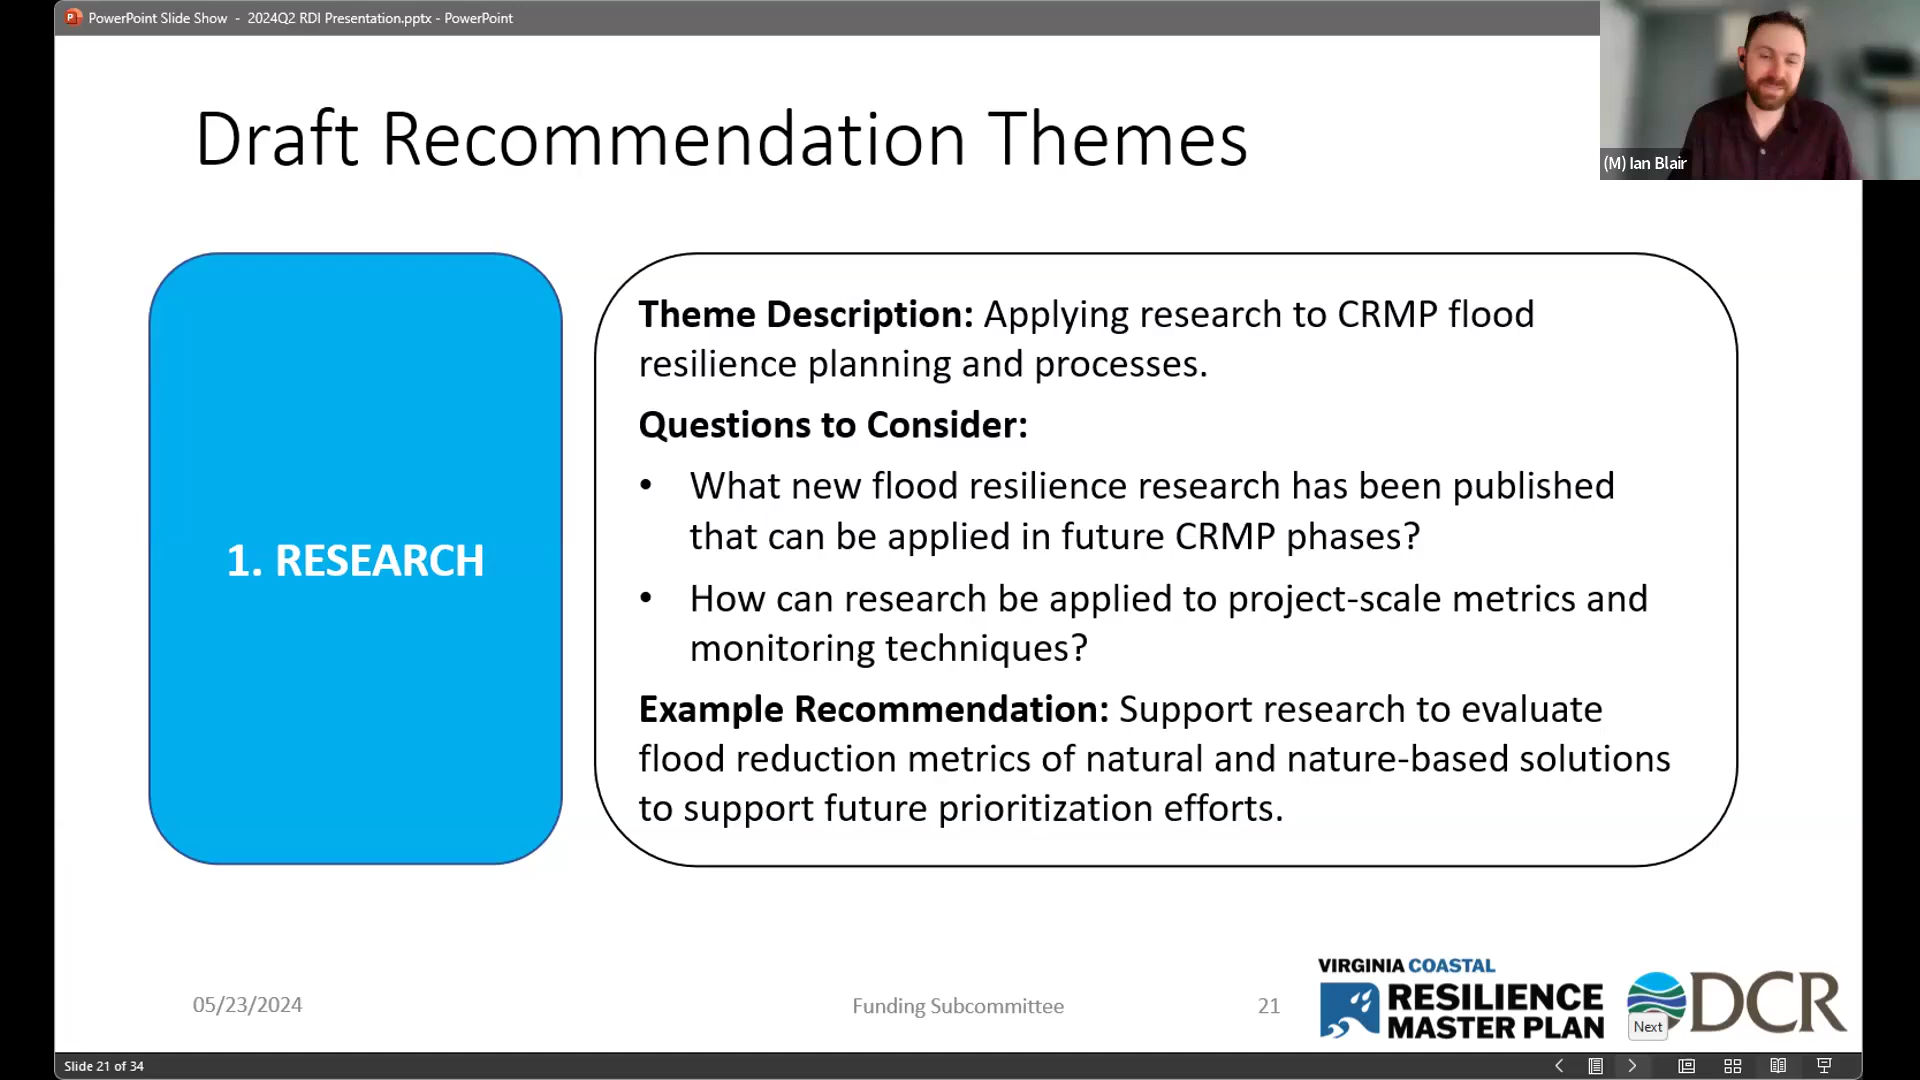 PowerPoint Slide Show - 2024Q2 RDI Presentation.pptx - PowerPoint
(M) Ian Blair
Draft Recommendation Themes
1. RESEARCH
Theme Description: Applying research to CRMP flood
resilience planning and processes.
Questions to Consider:
• What new flood resilience research has been published
that can be applied in future CRMP phases?
• How can research be applied to project-scale metrics and
monitoring techniques?
Example Recommendation: Support research to evaluate
flood reduction metrics of natural and nature-based solutions
to support future prioritization efforts.
05/23/2024
Funding Subcommittee
21
VIRGINIA COASTAL
RESILIENCE
MASTER PLAN
DCR
Next
Slide 21 of 34